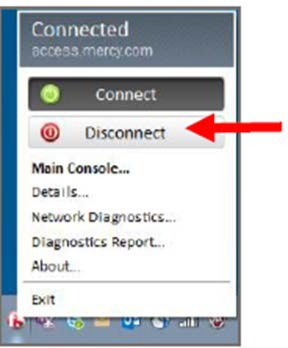 Connected
access.mercy.com
Connect
Disconnect
Main Console...
Details...
Network Diagnostics...
Diagnostics Report...
About...
Exit